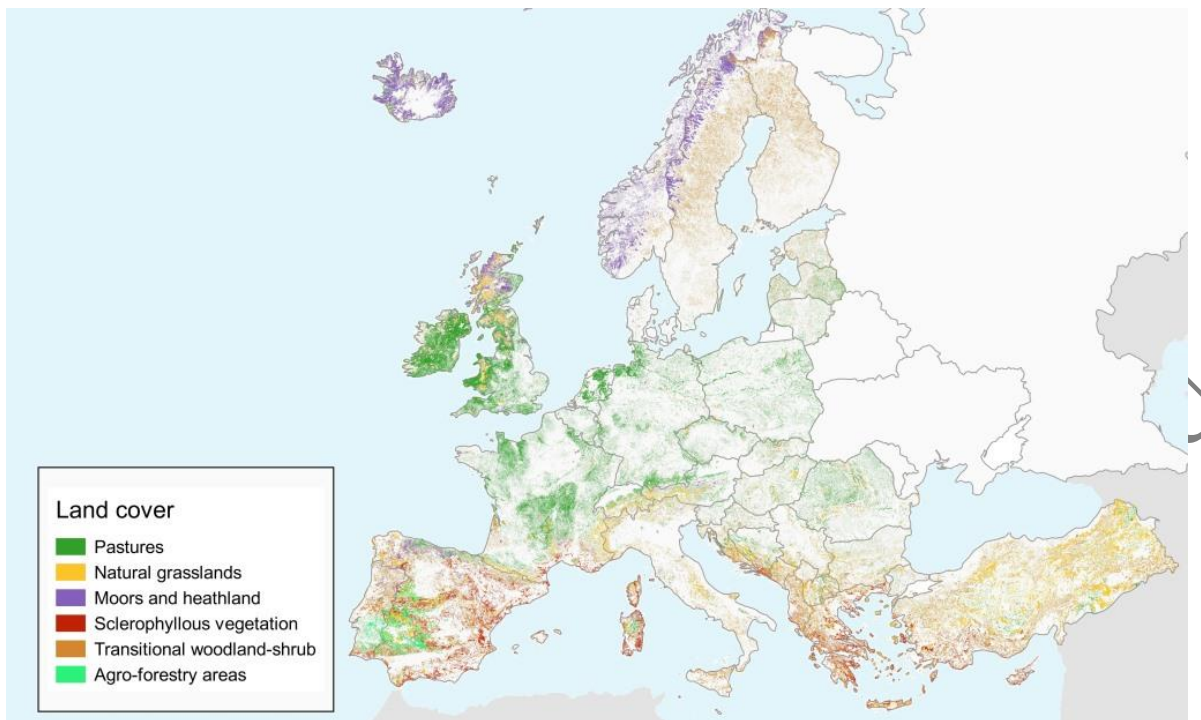 Land cover
Pastures
Natural grasslands
Moors and heathland
Sclerophyllous vegetation
Transitional woodland-shrub
Agro-forestry areas